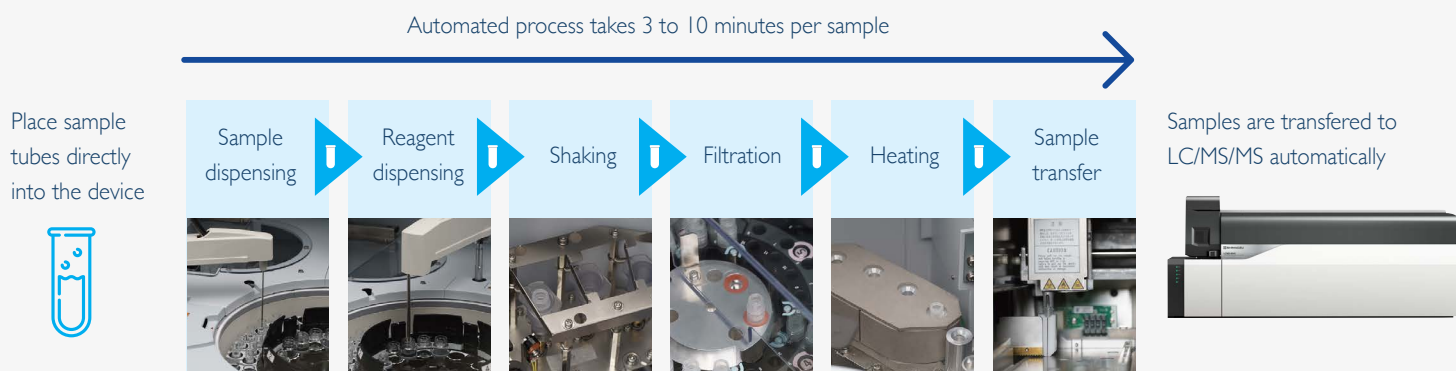 Automated process takes 3 to 10 minutes per sample
Place sample
tubes directly
into the device
Sample
dispensing
Reagent
dispensing
Shaking
Filtration
Heating
Sample
transfer
Samples are transfered to
LC/MS/MS automatically